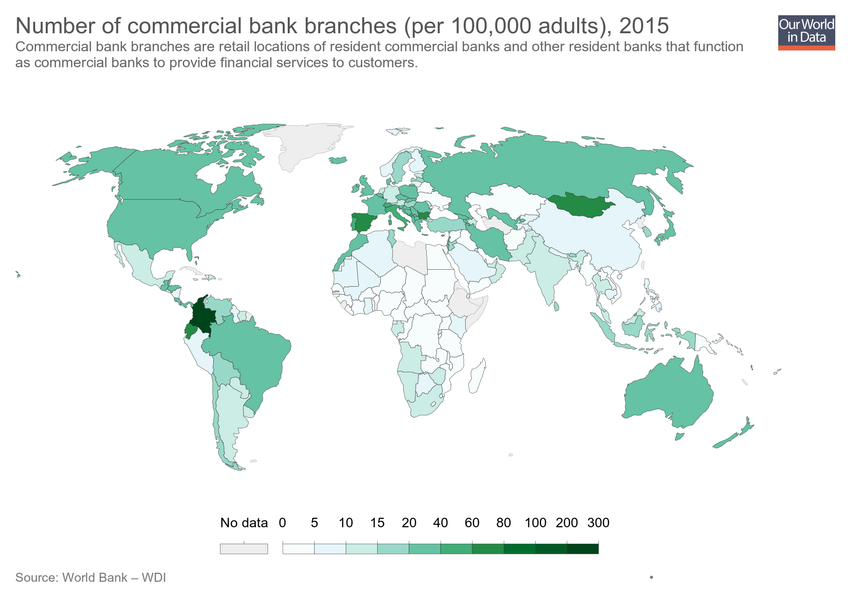 Number of commercial bank branches (per 100,000 adults), 2015
Our World
in Data
Commercial bank branches are retail locations of resident commercial banks and other resident banks that function
as commercial banks to provide financial services to customers.
No data 0 5 10 15 20 40 60 80 100 200 300
Source: World Bank – WDI